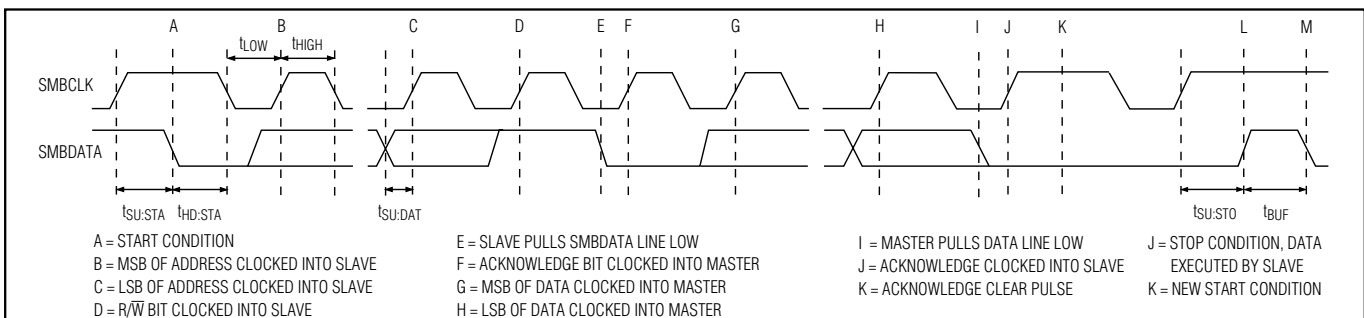 A B C D E F G H I J K L M
tLOW tHIGH
SMBCLK
SMBDATA
tSU:STA tHD:STA tSU:DAT tSU:STO tBUF
A = START CONDITION
B = MSB OF ADDRESS CLOCKED INTO SLAVE
C = LSB OF ADDRESS CLOCKED INTO SLAVE
D = R/W̅ BIT CLOCKED INTO SLAVE
E = SLAVE PULLS SMBDATA LINE LOW
F = ACKNOWLEDGE BIT CLOCKED INTO MASTER
G = MSB OF DATA CLOCKED INTO MASTER
H = LSB OF DATA CLOCKED INTO MASTER
I = MASTER PULLS DATA LINE LOW
J = ACKNOWLEDGE CLOCKED INTO SLAVE
K = ACKNOWLEDGE CLEAR PULSE
J = STOP CONDITION, DATA
EXECUTED BY SLAVE
K = NEW START CONDITION